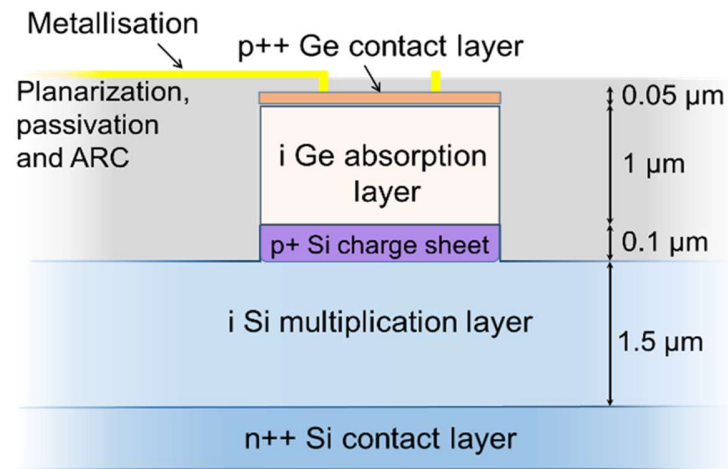 Metallisation
p++ Ge contact layer
Planarization,
passivation
and ARC
0.05 µm
i Ge absorption
layer
1 µm
p+ Si charge sheet
0.1 µm
i Si multiplication layer
1.5 µm
n++ Si contact layer